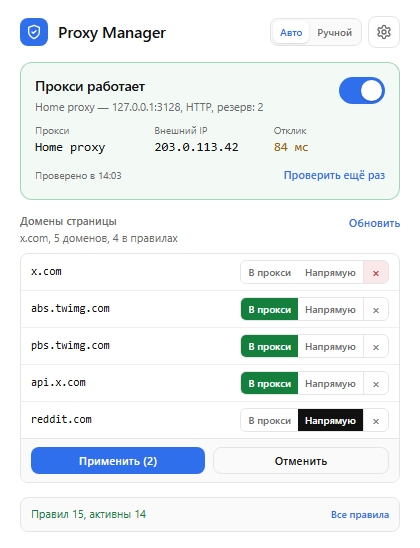 Proxy Manager
Авто Ручной
Прокси работает
Home proxy — 127.0.0.1:3128, HTTP, резерв: 2
Прокси Внешний IP Отклик
Home proxy 203.0.113.42 84 мс
Проверено в 14:03 Проверить ещё раз
Домены страницы Обновить
x.com, 5 доменов, 4 в правилах
x.com В прокси Напрямую ×
abs.twimg.com В прокси Напрямую ×
pbs.twimg.com В прокси Напрямую ×
api.x.com В прокси Напрямую ×
reddit.com В прокси Напрямую ×
Применить (2) Отменить
Правил 15, активны 14 Все правила